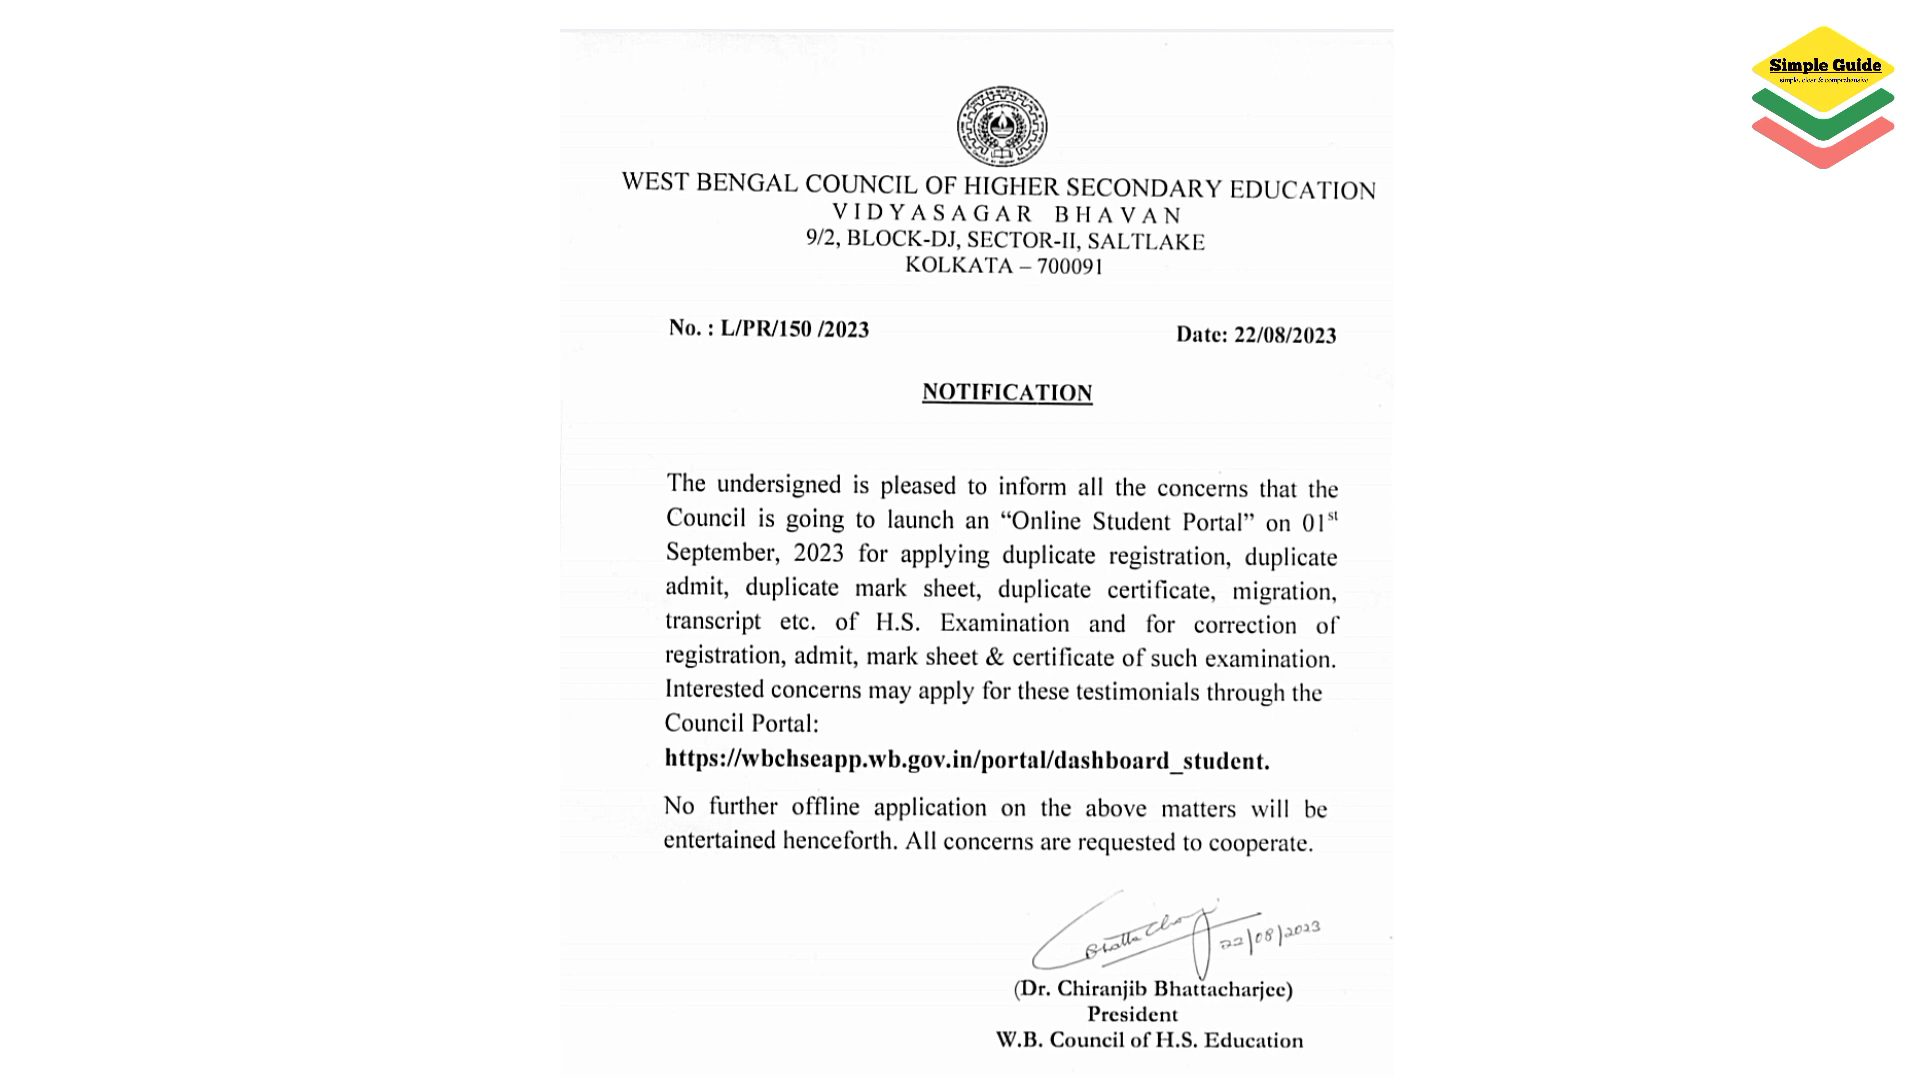 Simple Guide
simple, clear & comprehensive
WEST BENGAL COUNCIL OF HIGHER SECONDARY EDUCATION
VIDYASAGAR BHAVAN
9/2, BLOCK-DJ, SECTOR-II, SALTLAKE
KOLKATA – 700091
No. : L/PR/150 /2023
Date: 22/08/2023
NOTIFICATION
The undersigned is pleased to inform all the concerns that the
Council is going to launch an “Online Student Portal” on 01st
September, 2023 for applying duplicate registration, duplicate
admit, duplicate mark sheet, duplicate certificate, migration,
transcript etc. of H.S. Examination and for correction of
registration, admit, mark sheet & certificate of such examination.
Interested concerns may apply for these testimonials through the
Council Portal:
https://wbchseapp.wb.gov.in/portal/dashboard_student.
No further offline application on the above matters will be
entertained henceforth. All concerns are requested to cooperate.
22/08/2023
(Dr. Chiranjib Bhattacharjee)
President
W.B. Council of H.S. Education